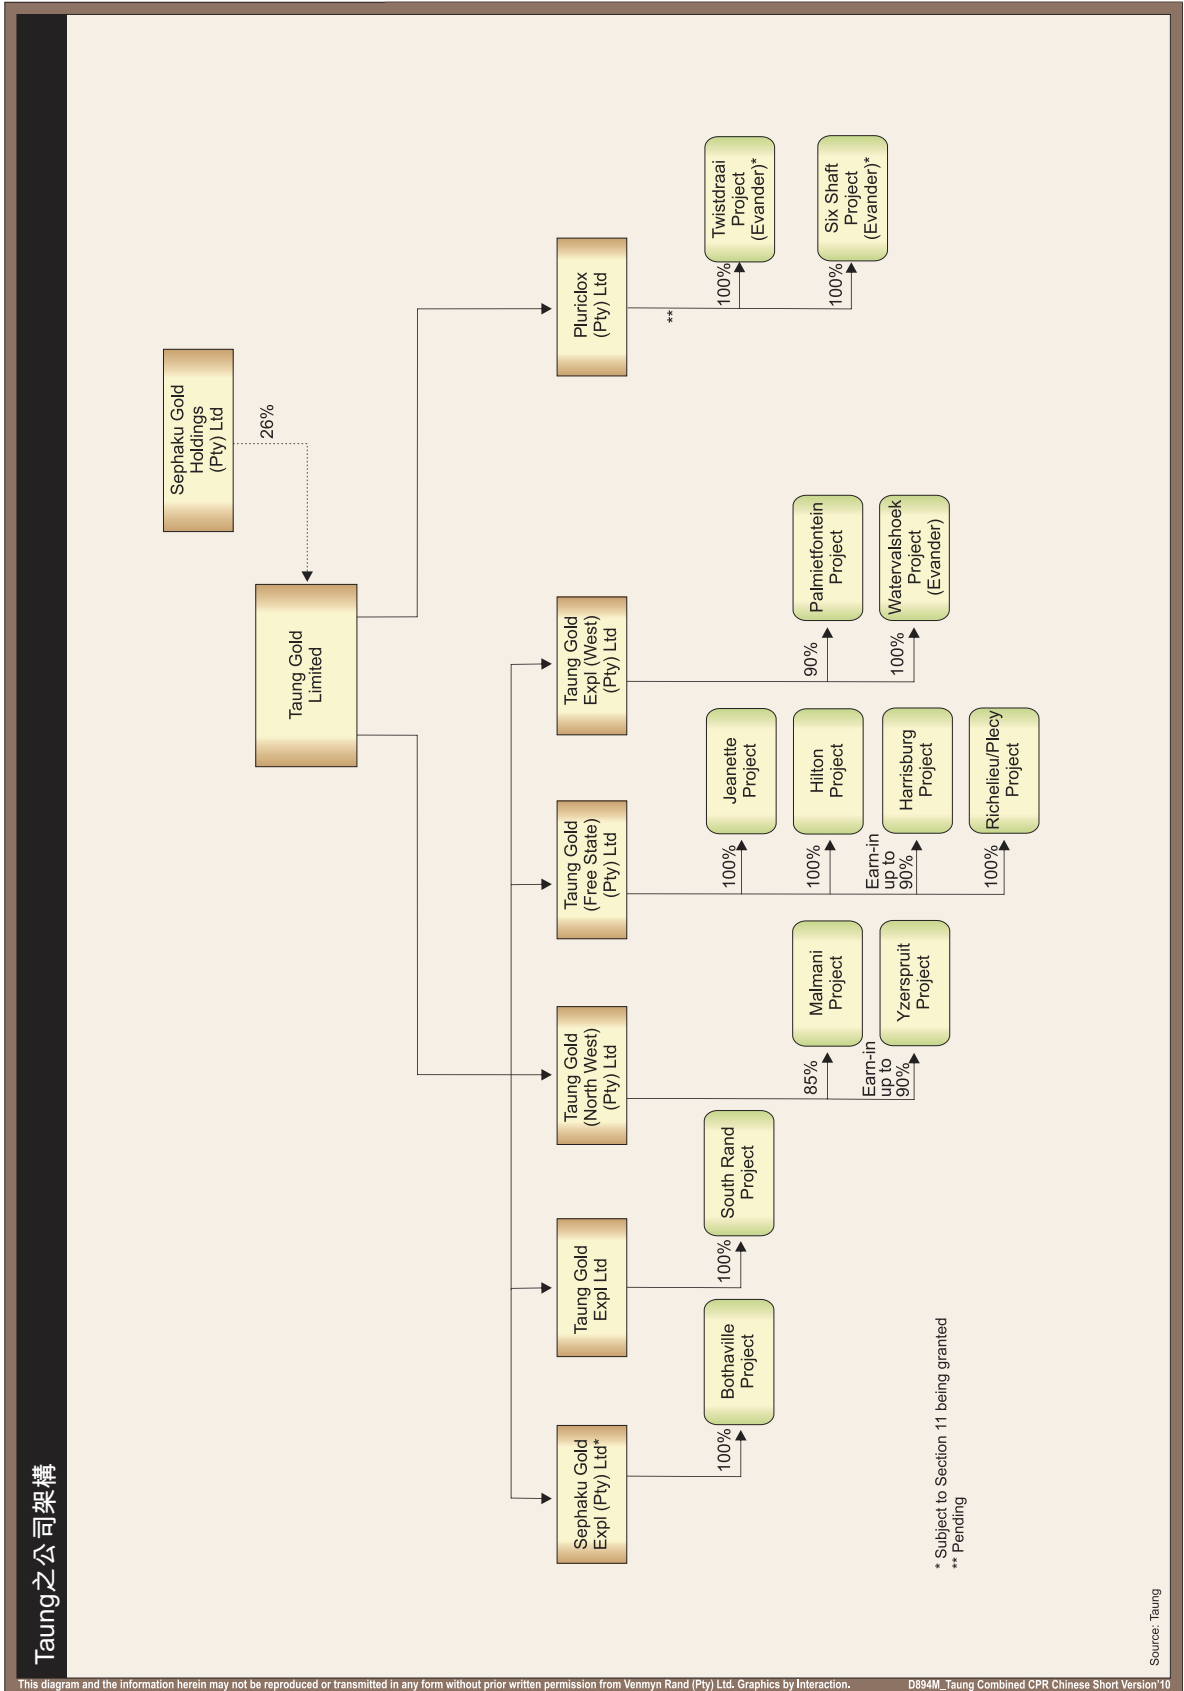 Taung之公司架構
Sephaku Gold
Holdings
(Pty) Ltd
26%
Taung Gold
Limited
Sephaku Gold
Expl (Pty) Ltd*
Taung Gold
Expl Ltd
Taung Gold
(North West)
(Pty) Ltd
Taung Gold
(Free State)
(Pty) Ltd
Taung Gold
Expl (West)
(Pty) Ltd
Pluriclox
(Pty) Ltd
**
100%
Bothaville
Project
100%
South Rand
Project
85%
Malmani
Project
Earn-in
up to
90%
Yzerspruit
Project
100%
Jeanette
Project
100%
Hilton
Project
Earn-in
up to
90%
Harrisburg
Project
100%
Richelieu/Plecy
Project
90%
Palmietfontein
Project
100%
Watervalshoek
Project
(Evander)
100%
Twistdraai
Project
(Evander)*
100%
Six Shaft
Project
(Evander)*
* Subject to Section 11 being granted
** Pending
Source: Taung
This diagram and the information herein may not be reproduced or transmitted in any form without prior written permission from Venmyn Rand (Pty) Ltd. Graphics by Interaction.
D894M_Taung Combined CPR Chinese Short Version'10